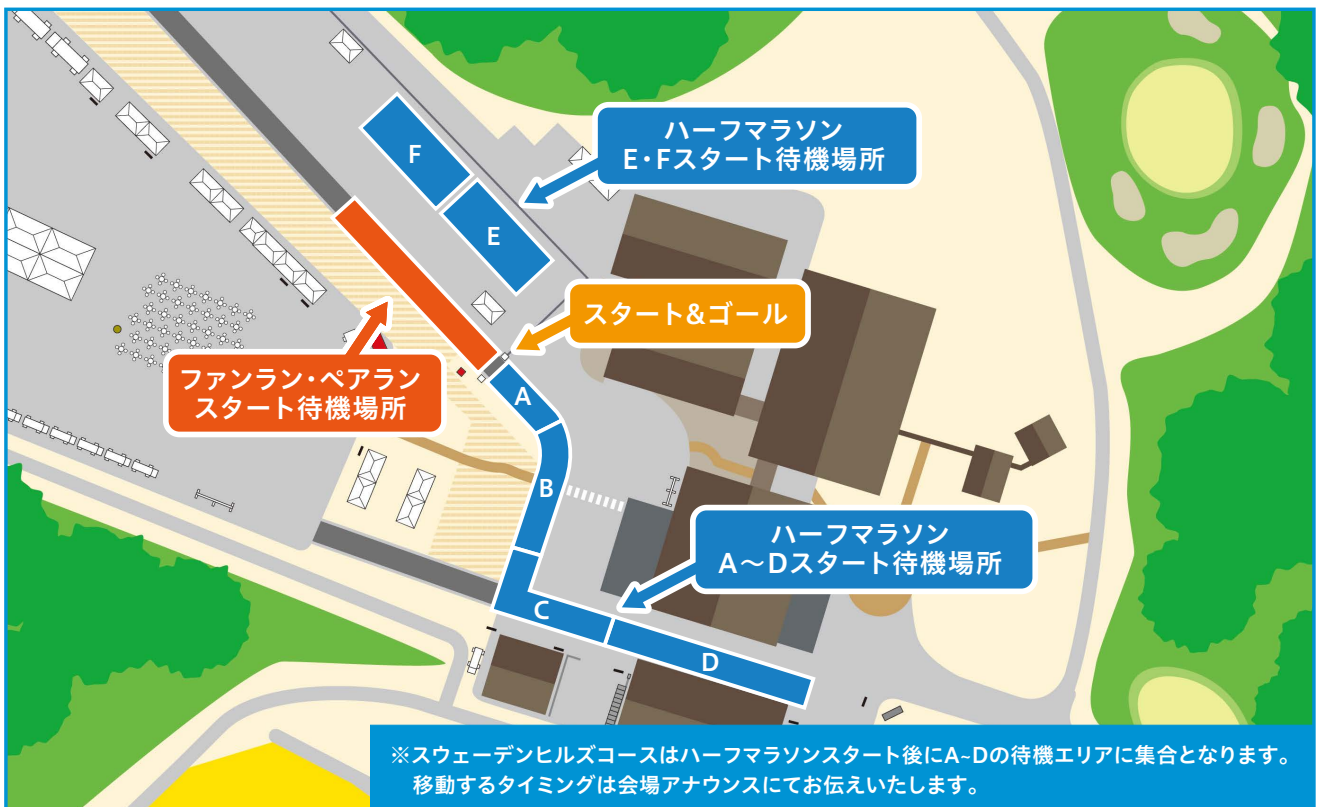 ハーフマラソン
E・Fスタート待機場所
F
E
スタート&ゴール
ファンラン・ペアラン
スタート待機場所
A
B
ハーフマラソン
A～Dスタート待機場所
C
D
※スウェーデンヒルズコースはハーフマラソンスタート後にA~Dの待機エリアに集合となります。
移動するタイミングは会場アナウンスにてお伝えいたします。